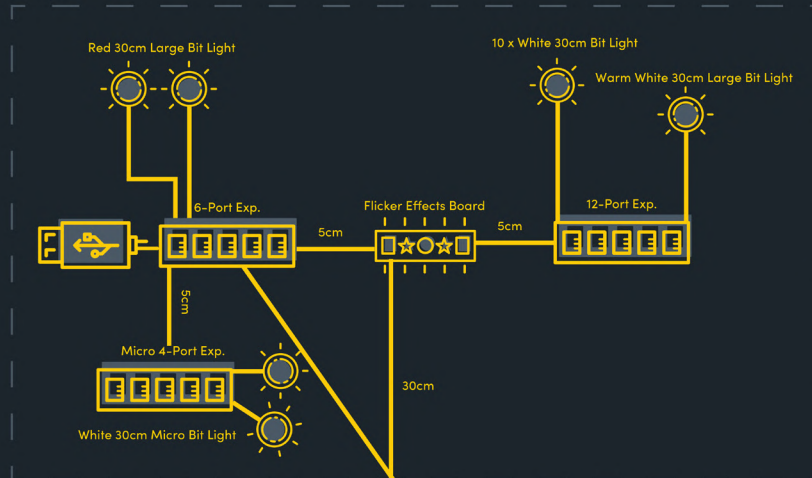 Red 30cm Large Bit Light
10 x White 30cm Bit Light
Warm White 30cm Large Bit Light
6-Port Exp.
Flicker Effects Board
12-Port Exp.
5cm
5cm
5cm
Micro 4-Port Exp.
30cm
White 30cm Micro Bit Light